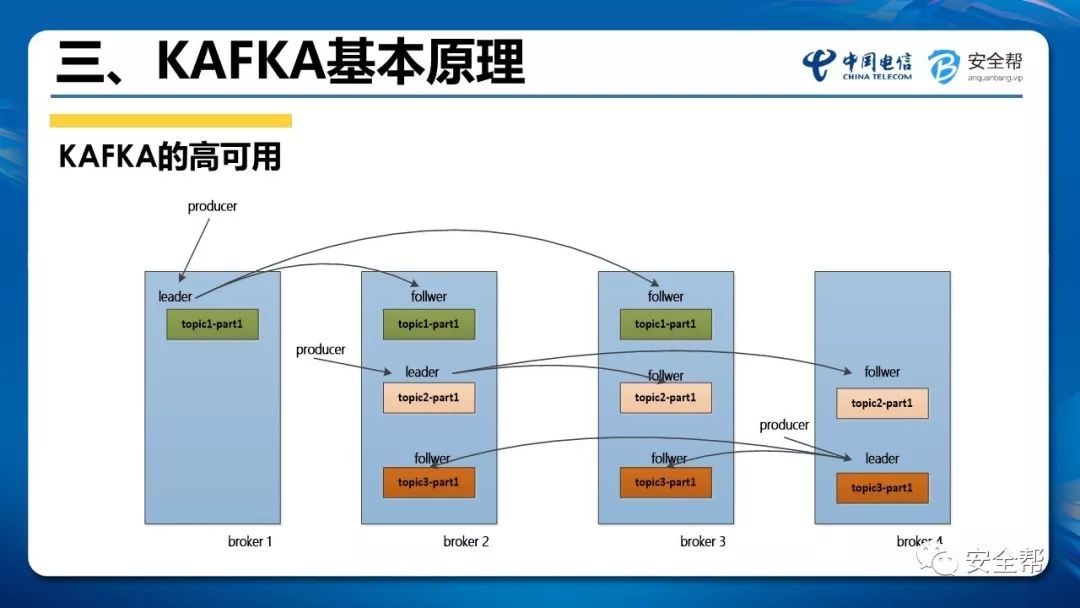 三、KAFKA基本原理
中国电信
CHINA TELECOM
安全帮
anquanbang.vip
KAFKA的高可用
producer
leader
topic1-part1
follwer
topic1-part1
follwer
topic1-part1
producer
leader
topic2-part1
follwer
topic2-part1
follwer
topic2-part1
producer
follwer
topic3-part1
follwer
topic3-part1
leader
topic3-part1
broker 1
broker 2
broker 3
broker 4
安全帮